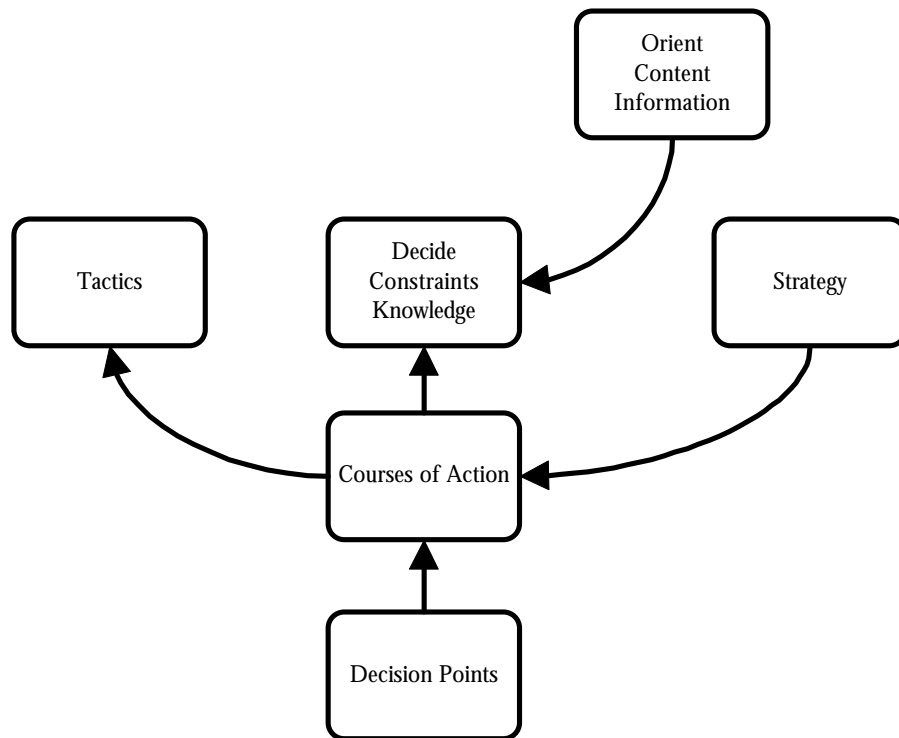 Orient
Content
Information
Tactics
Decide
Constraints
Knowledge
Strategy
Courses of Action
Decision Points